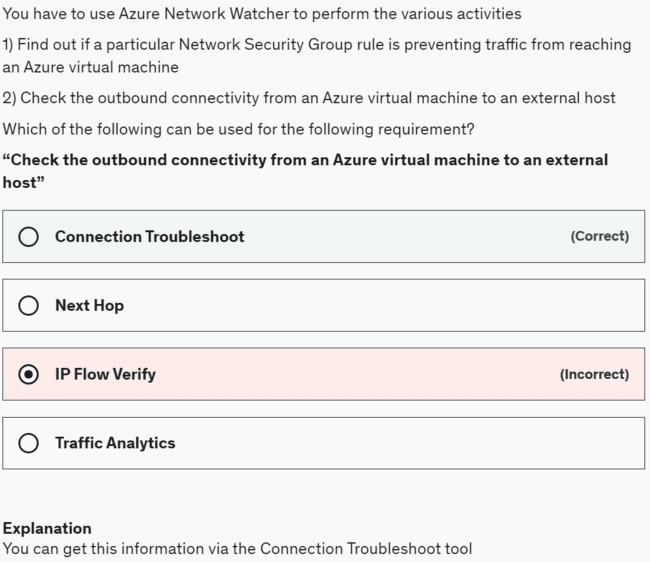 You have to use Azure Network Watcher to perform the various activities
1) Find out if a particular Network Security Group rule is preventing traffic from reaching
an Azure virtual machine
2) Check the outbound connectivity from an Azure virtual machine to an external host
Which of the following can be used for the following requirement?
“Check the outbound connectivity from an Azure virtual machine to an external
host”
Connection Troubleshoot (Correct)
Next Hop
IP Flow Verify (Incorrect)
Traffic Analytics
Explanation
You can get this information via the Connection Troubleshoot tool